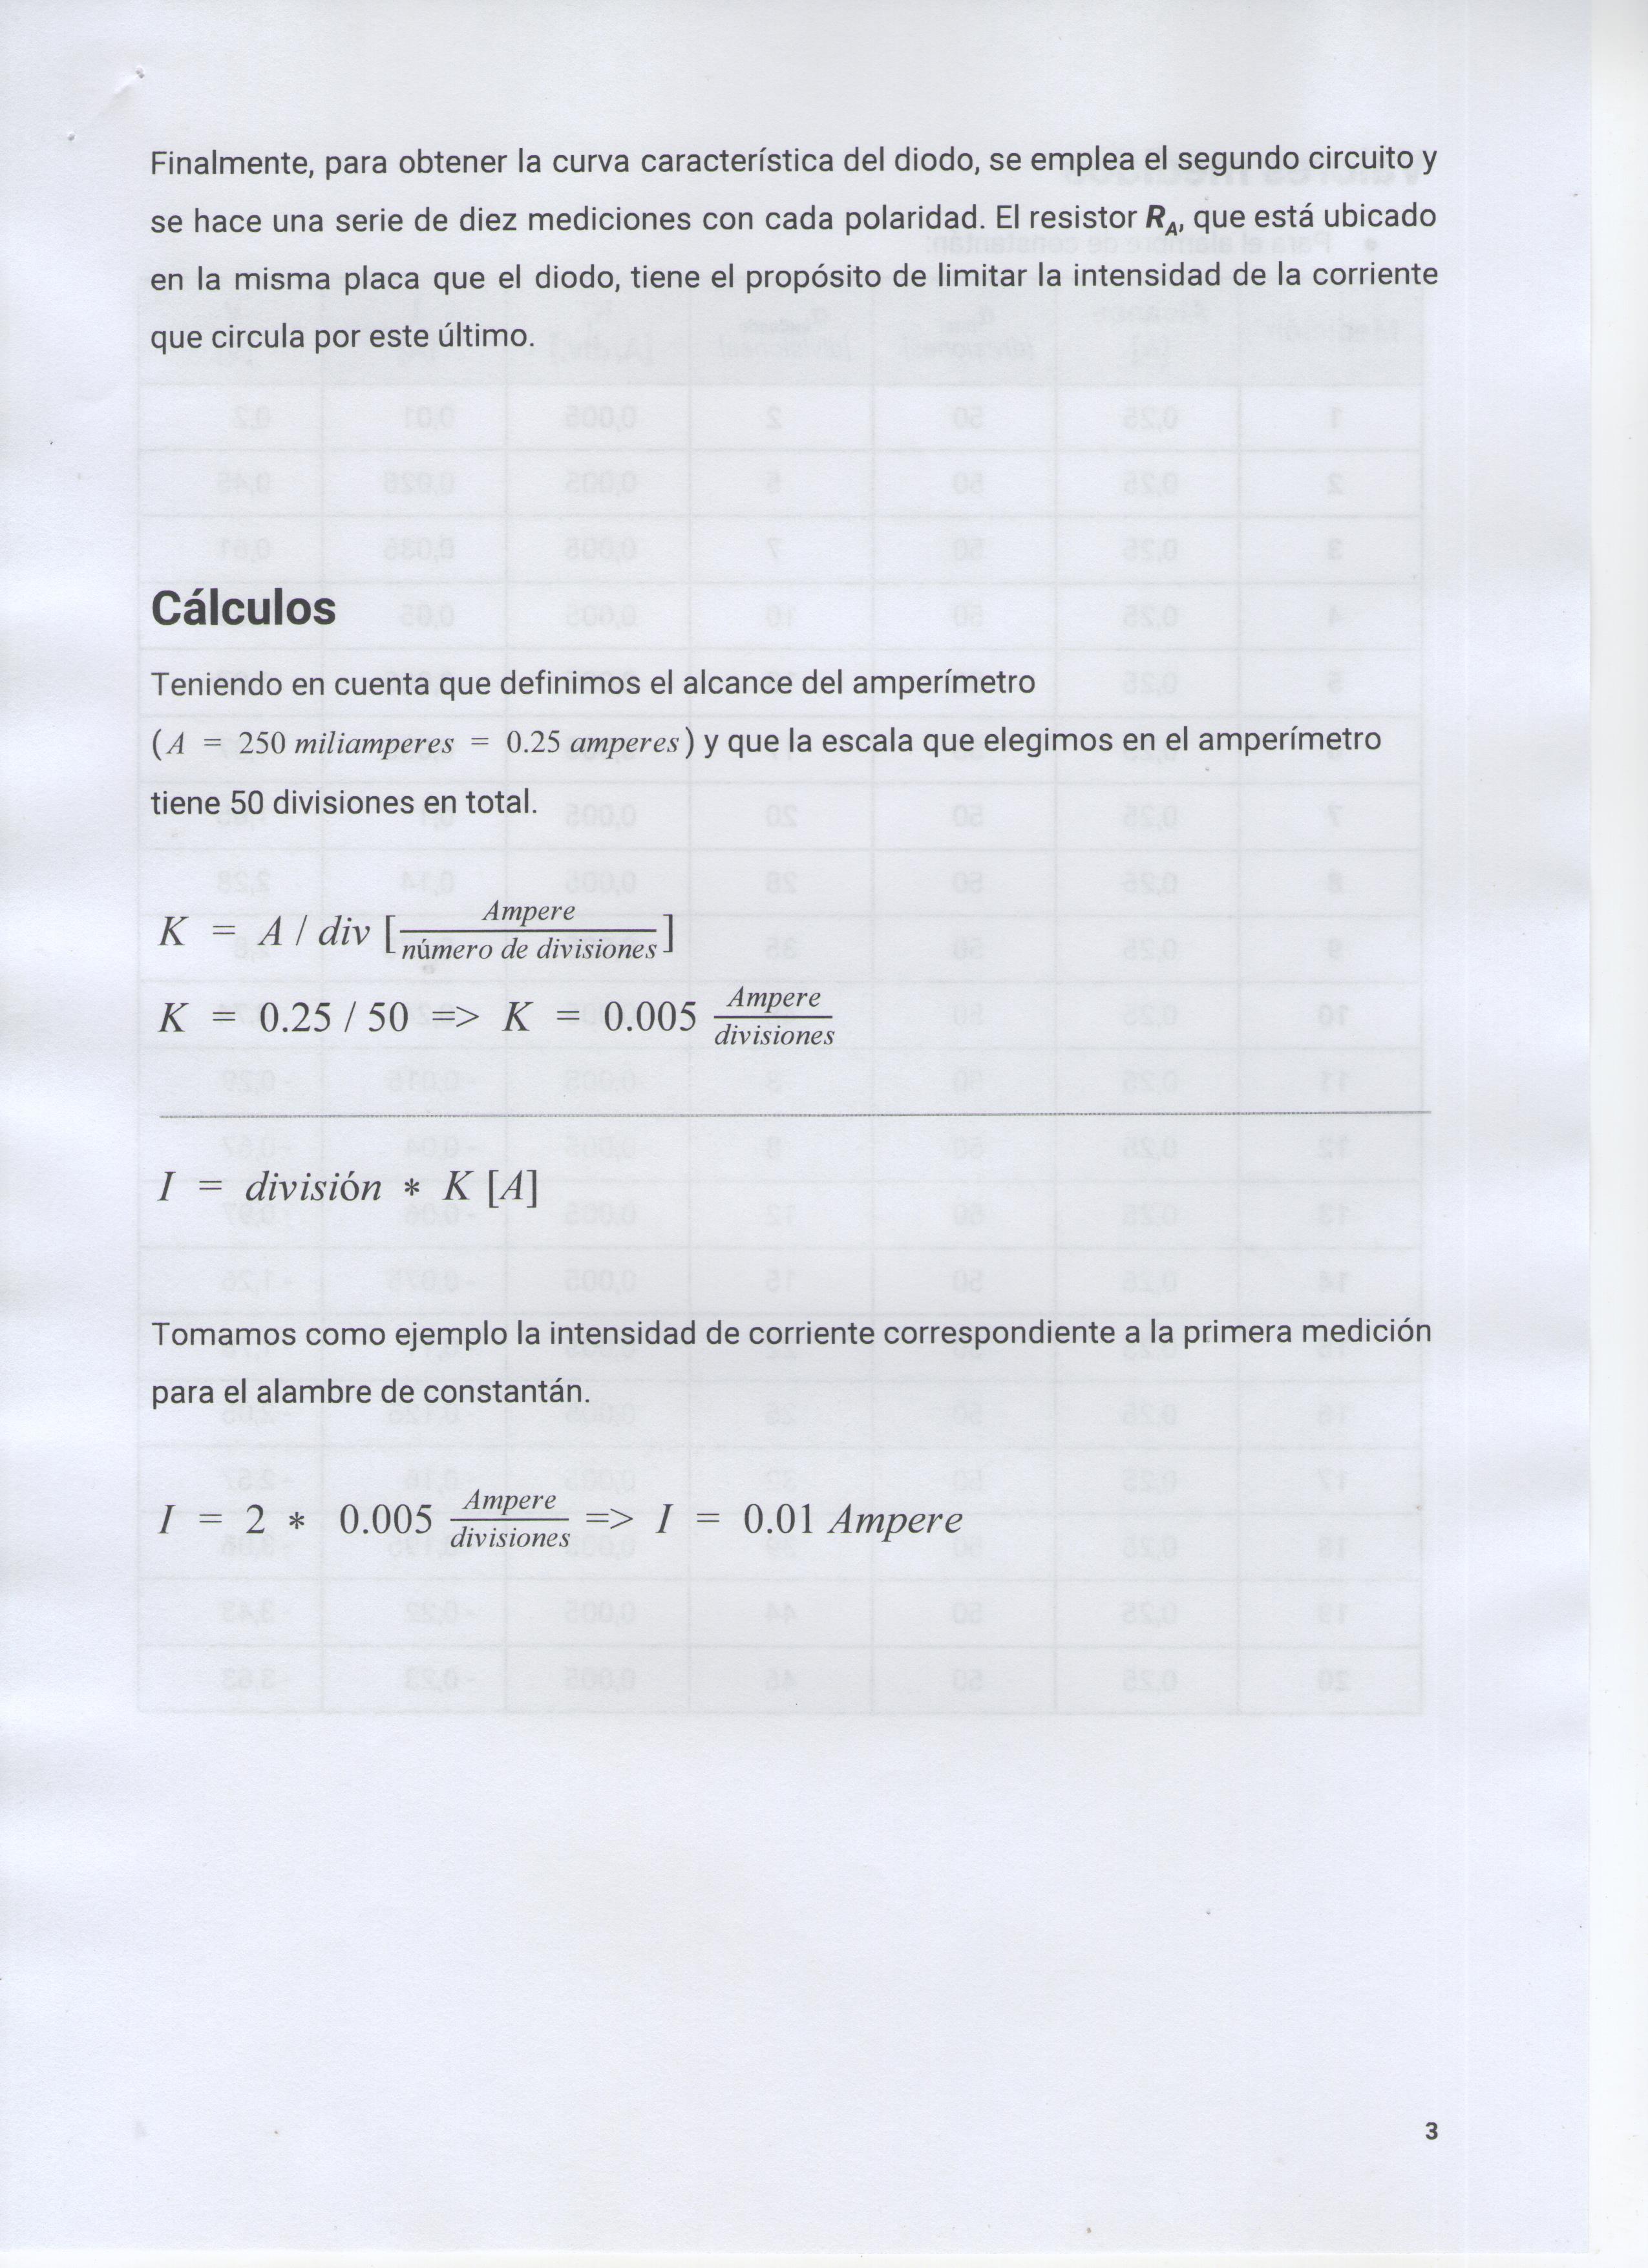 Finalmente, para obtener la curva característica del diodo, se emplea el segundo circuito y
se hace una serie de diez mediciones con cada polaridad. El resistor R_A, que está ubicado
en la misma placa que el diodo, tiene el propósito de limitar la intensidad de la corriente
que circula por este último.
Cálculos
Teniendo en cuenta que definimos el alcance del amperímetro
(A = 250 miliamperes = 0.25 amperes) y que la escala que elegimos en el amperímetro
tiene 50 divisiones en total.
K = A / div [Ampere / número de divisiones]
K = 0.25 / 50 => K = 0.005 Ampere / divisiones
I = división * K [A]
Tomamos como ejemplo la intensidad de corriente correspondiente a la primera medición
para el alambre de constantán.
I = 2 * 0.005 Ampere / divisiones => I = 0.01 Ampere
3